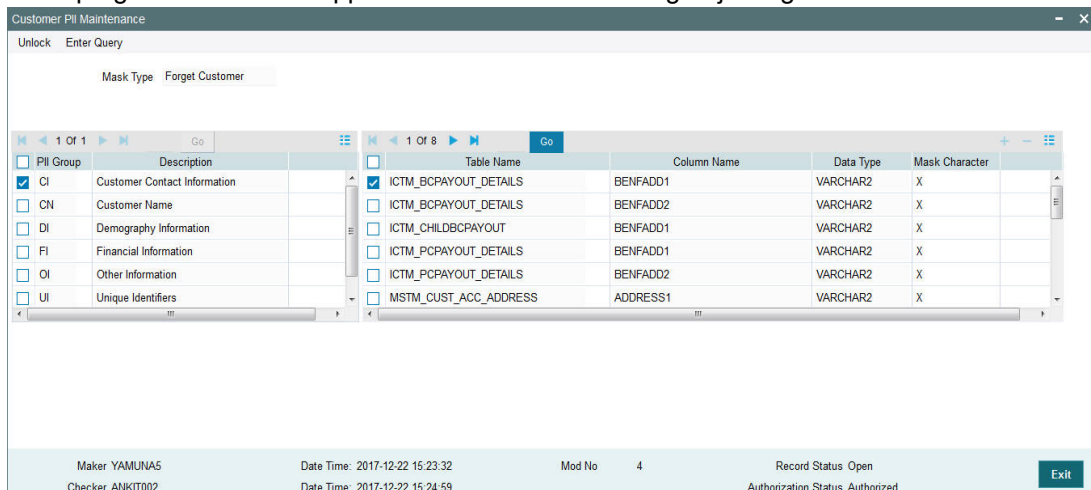 Customer PII Maintenance
Unlock Enter Query
Mask Type Forget Customer
1 Of 1 Go
1 Of 8 Go
PII Group Description
Table Name Column Name Data Type Mask Character
CI Customer Contact Information
ICTM_BCPAYOUT_DETAILS BENFADD1 VARCHAR2 X
CN Customer Name
ICTM_BCPAYOUT_DETAILS BENFADD2 VARCHAR2 X
DI Demography Information
ICTM_CHILDBCPAYOUT BENFADD1 VARCHAR2 X
FI Financial Information
ICTM_PCPAYOUT_DETAILS BENFADD1 VARCHAR2 X
OI Other Information
ICTM_PCPAYOUT_DETAILS BENFADD2 VARCHAR2 X
UI Unique Identifiers
MSTM_CUST_ACC_ADDRESS ADDRESS1 VARCHAR2 X
Maker YAMUNA5 Date Time: 2017-12-22 15:23:32 Mod No 4 Record Status Open
Exit
Checker ANKIT002 Date Time: 2017-12-22 15:24:59 Authorization Status Authorized